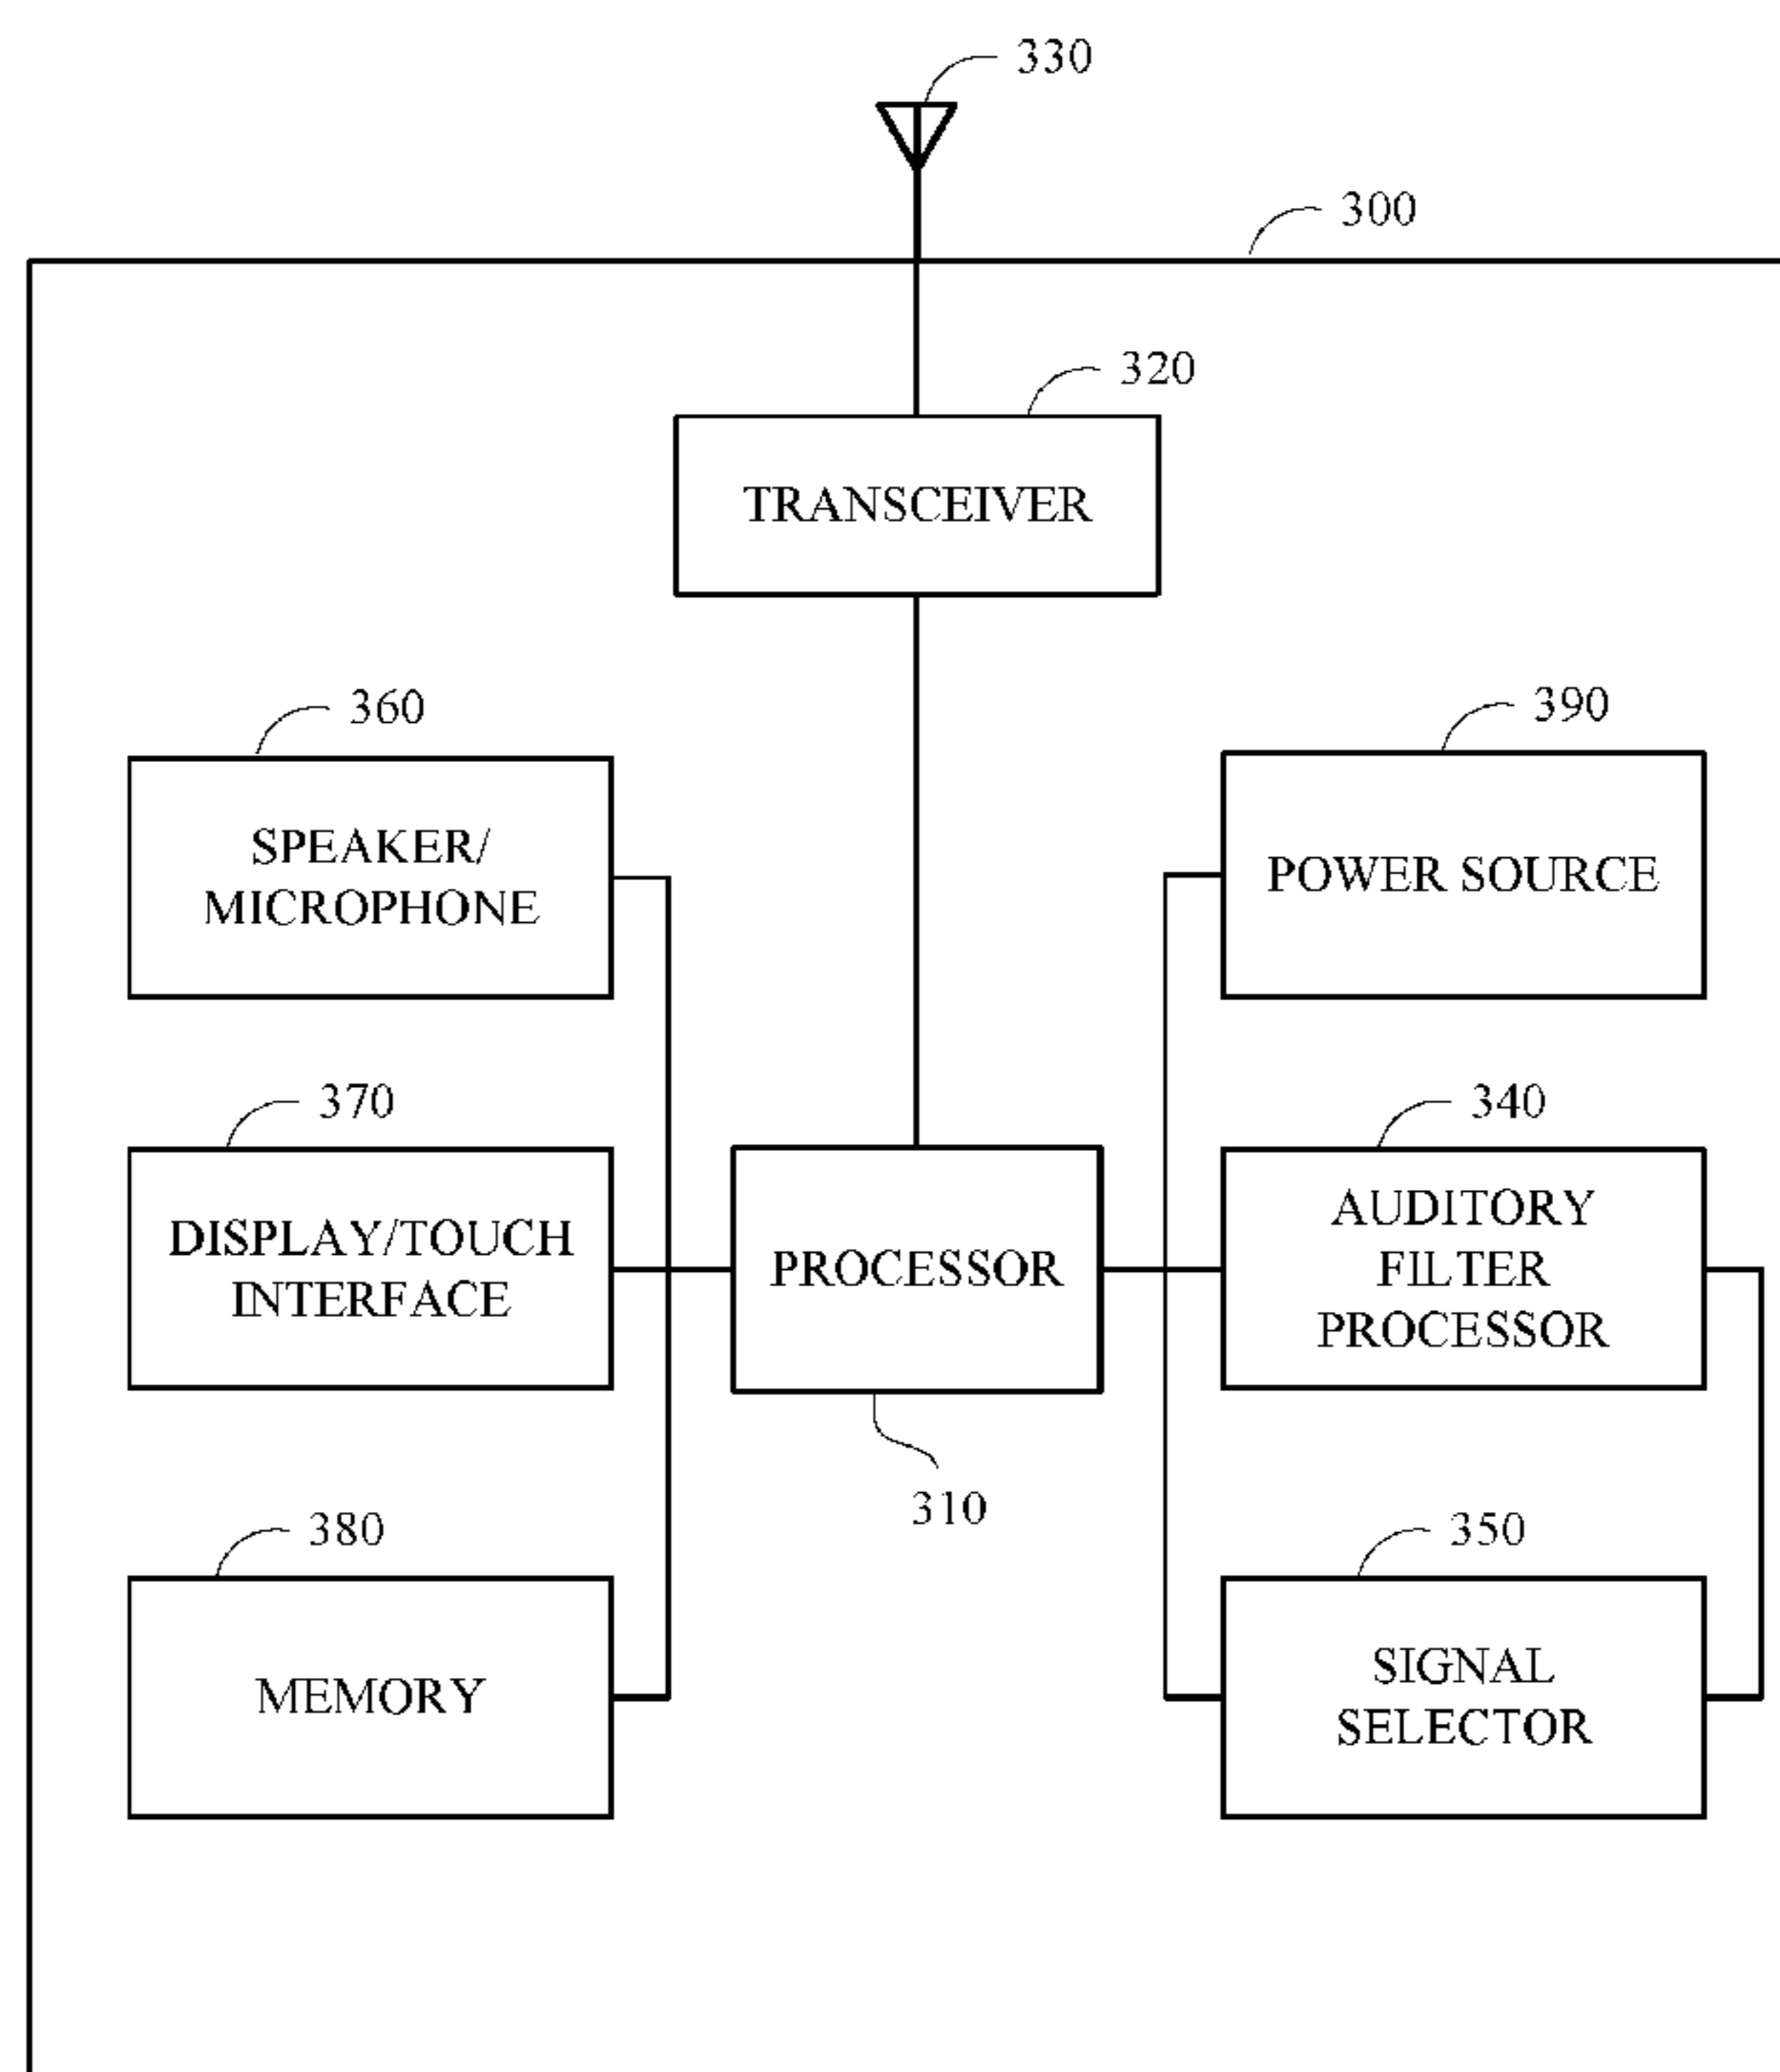 330
300
320
TRANSCEIVER
360
390
SPEAKER/
MICROPHONE
POWER SOURCE
370
340
DISPLAY/TOUCH
INTERFACE
PROCESSOR
AUDITORY
FILTER
PROCESSOR
310
380
350
MEMORY
SIGNAL
SELECTOR